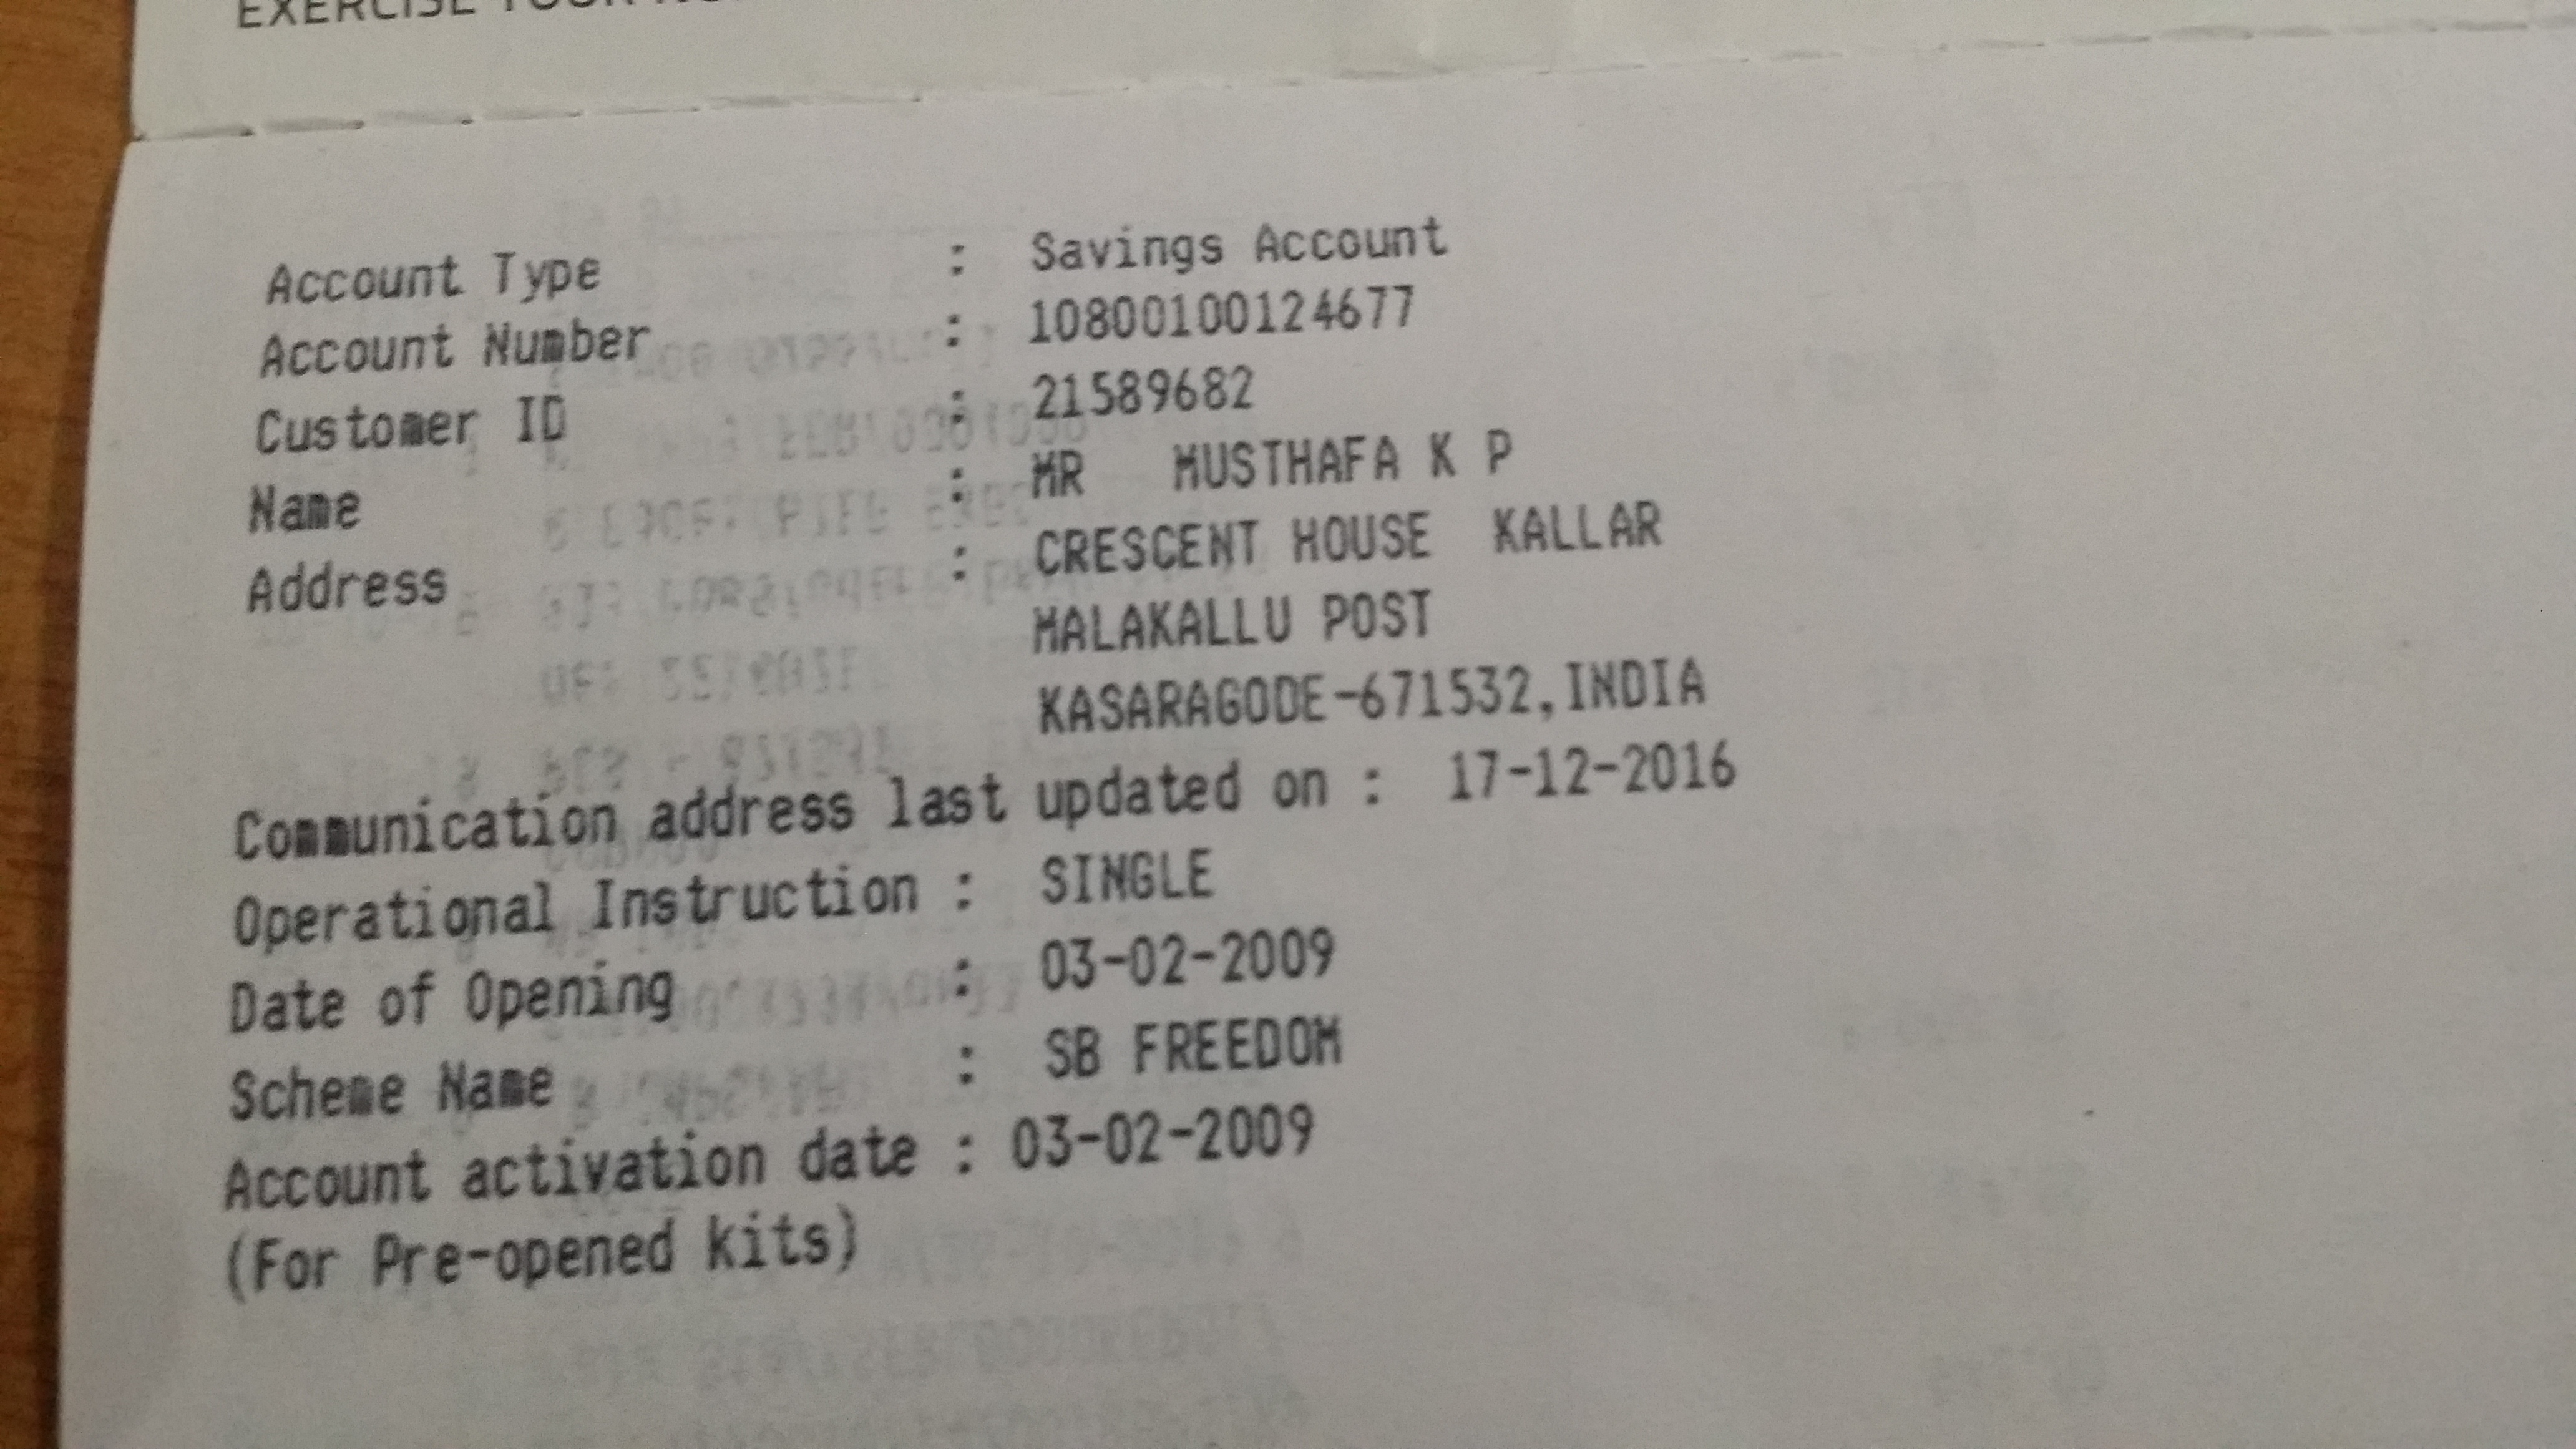 EXERCISE YOUR
Account Type : Savings Account
Account Number : 10800100124677
Customer ID : 21589682
Name : MR MUSTHAFA K P
Address : CRESCENT HOUSE KALLAR
MALAKALLU POST
KASARAGODE-671532,INDIA
Communication address last updated on : 17-12-2016
Operational Instruction : SINGLE
Date of Opening : 03-02-2009
Scheme Name : SB FREEDOM
Account activation date : 03-02-2009
(For Pre-opened kits)